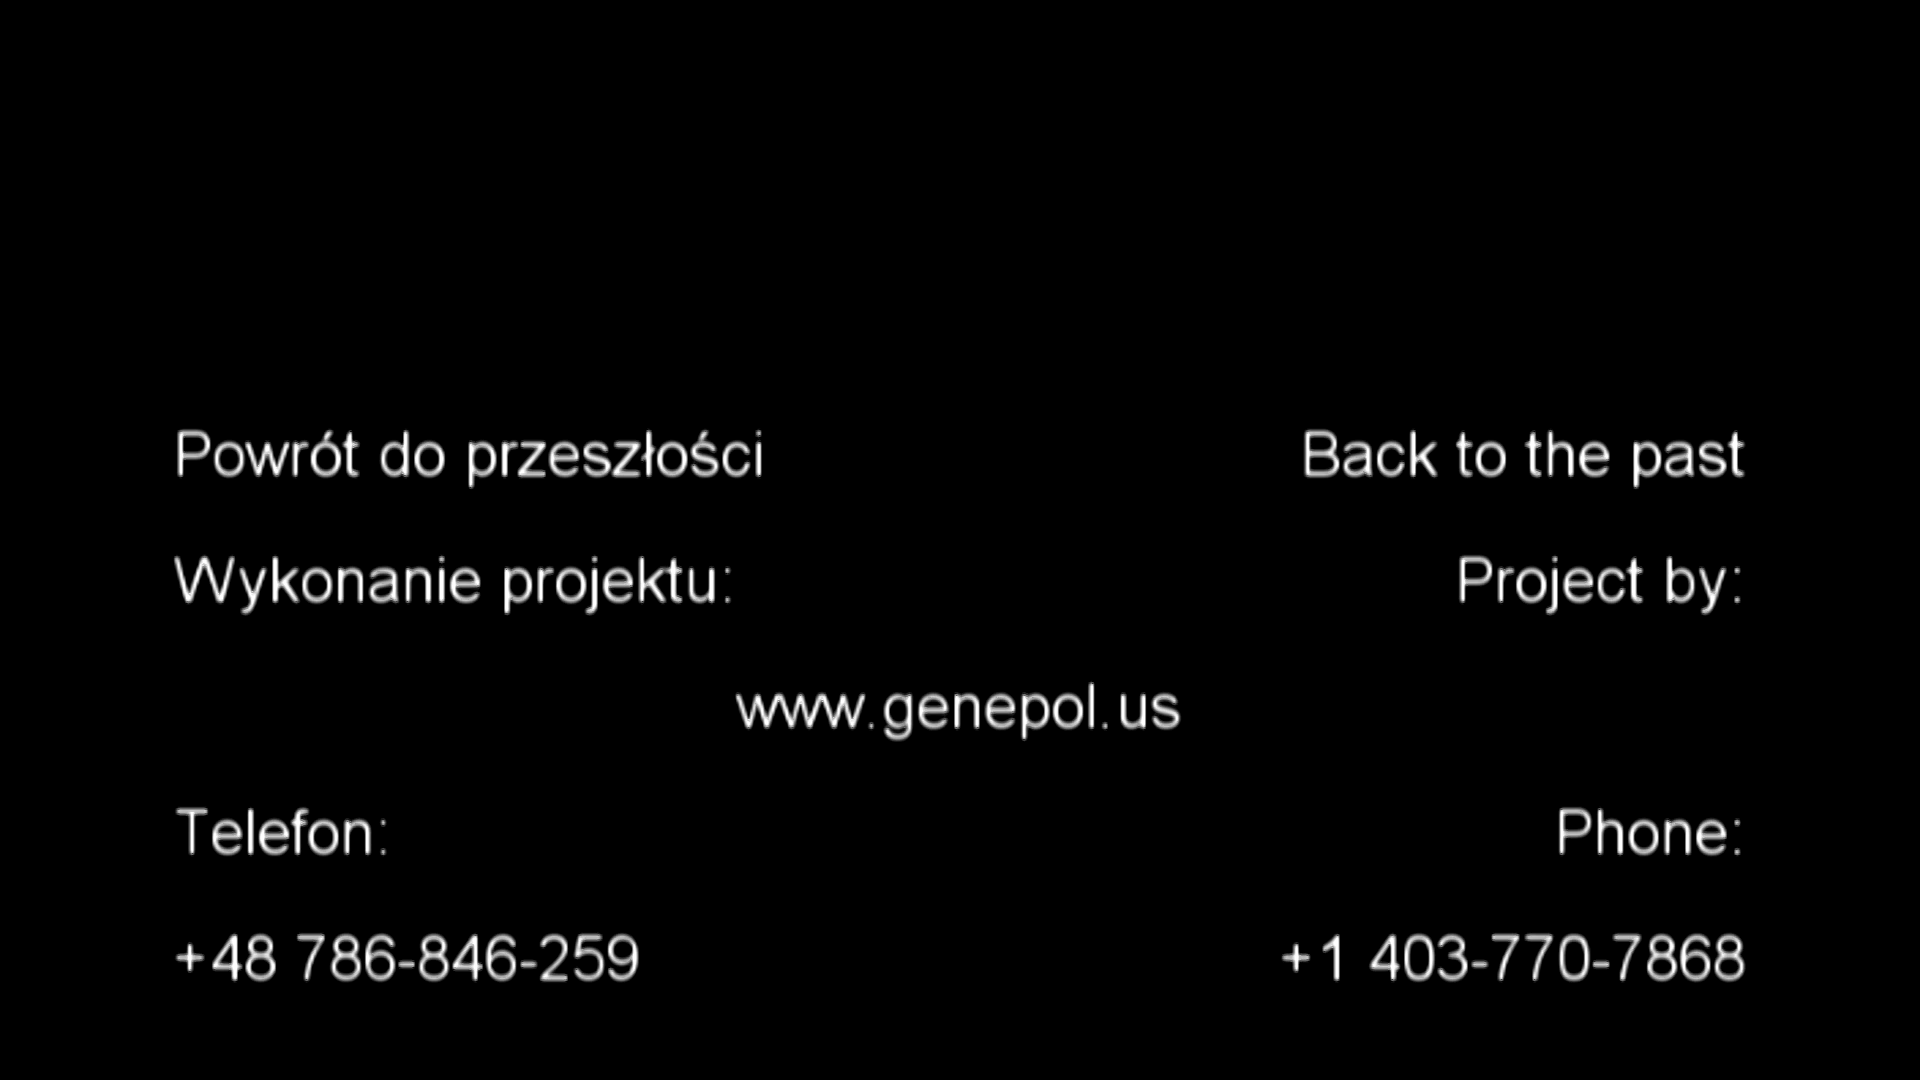 Powrót do przeszłości Back to the past
Wykonanie projektu: Project by:
www.genepol.us
Telefon: Phone:
+48 786-846-259 +1 403-770-7868